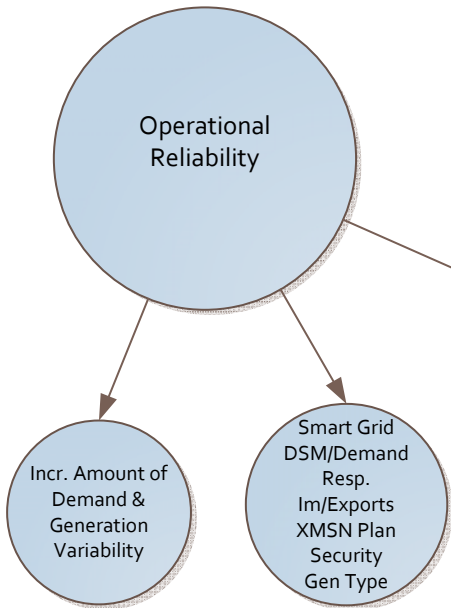 Operational
Reliability
Incr. Amount of
Demand &
Generation
Variability
Smart Grid
DSM/Demand
Resp.
Im/Exports
XMSN Plan
Security
Gen Type